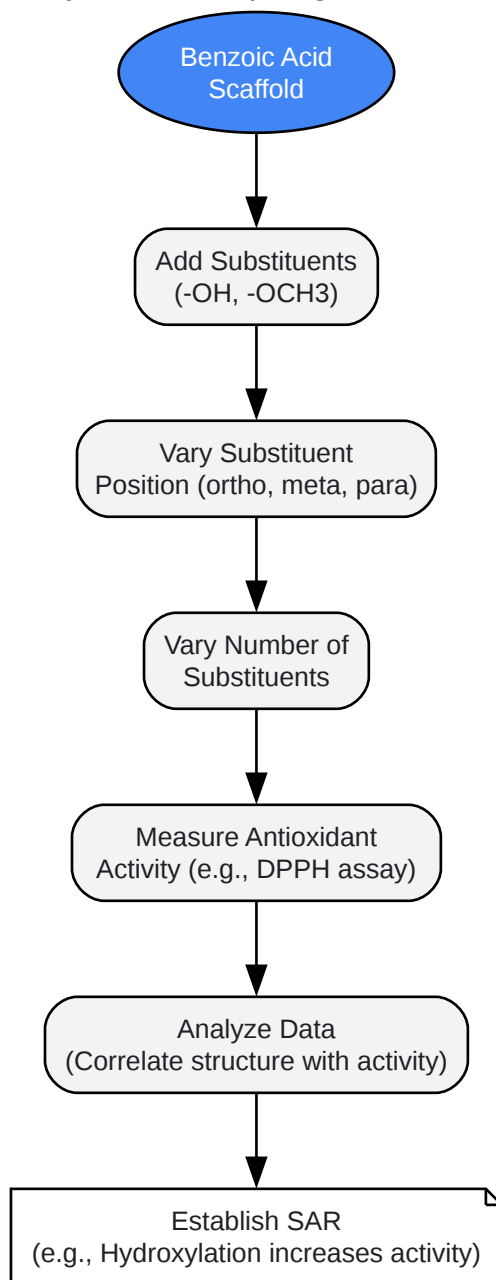 Benzoic Acid
Scaffold
Add Substituents
(-OH, -OCH3)
Vary Substituent
Position (ortho, meta, para)
Vary Number of
Substituents
Measure Antioxidant
Activity (e.g., DPPH assay)
Analyze Data
(Correlate structure with activity)
Establish SAR
(e.g., Hydroxylation increases activity)